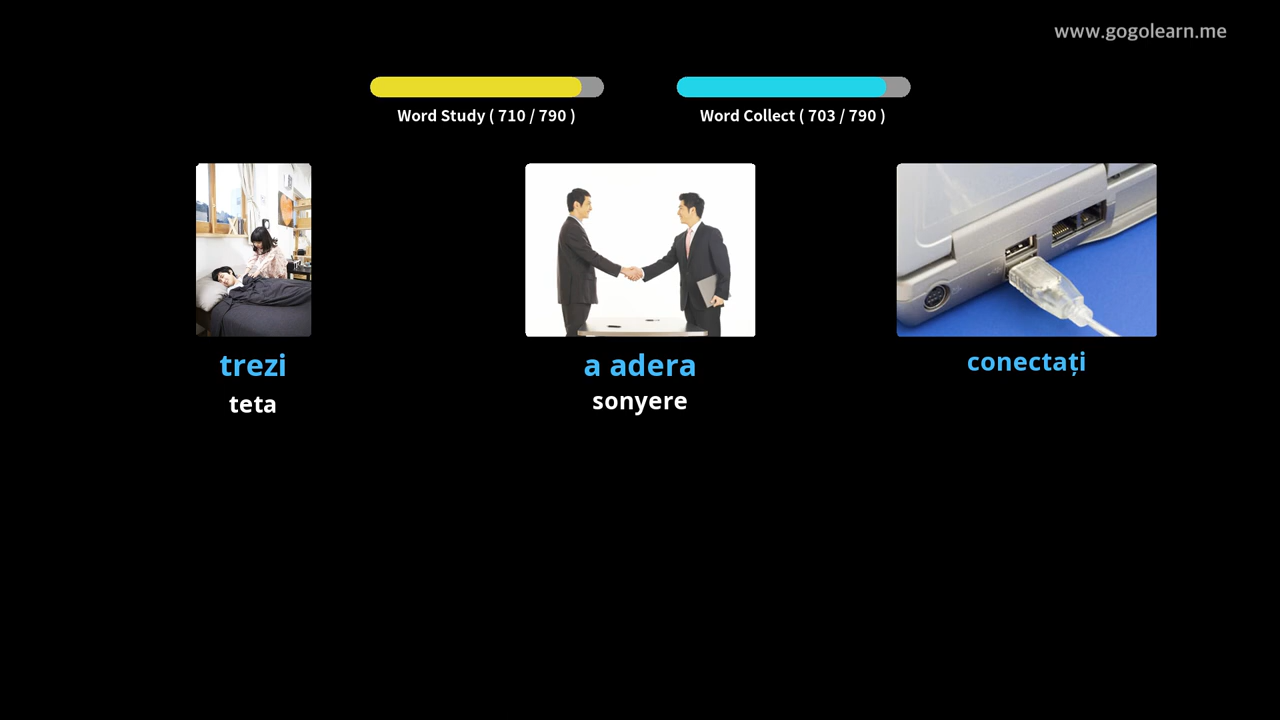 www.gogolearn.me
Word Study ( 710 / 790 )
Word Collect ( 703 / 790 )
trezi
teta
a adera
sonyere
conectați